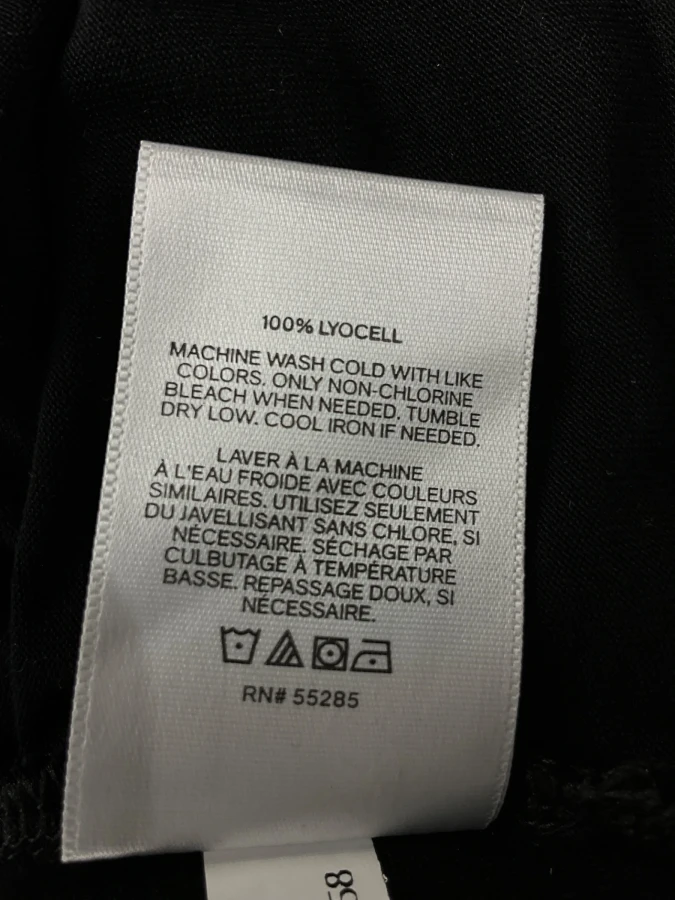 100% LYOCELL
MACHINE WASH COLD WITH LIKE
COLORS. ONLY NON-CHLORINE
BLEACH WHEN NEEDED. TUMBLE
DRY LOW. COOL IRON IF NEEDED.
LAVER À LA MACHINE
À L'EAU FROIDE AVEC COULEURS
SIMILAIRES. UTILISEZ SEULEMENT
DU JAVELLISANT SANS CHLORE, SI
NÉCESSAIRE. SÉCHAGE PAR
CULBUTAGE À TEMPÉRATURE
BASSE. REPASSAGE DOUX, SI
NÉCESSAIRE.
RN# 55285
58